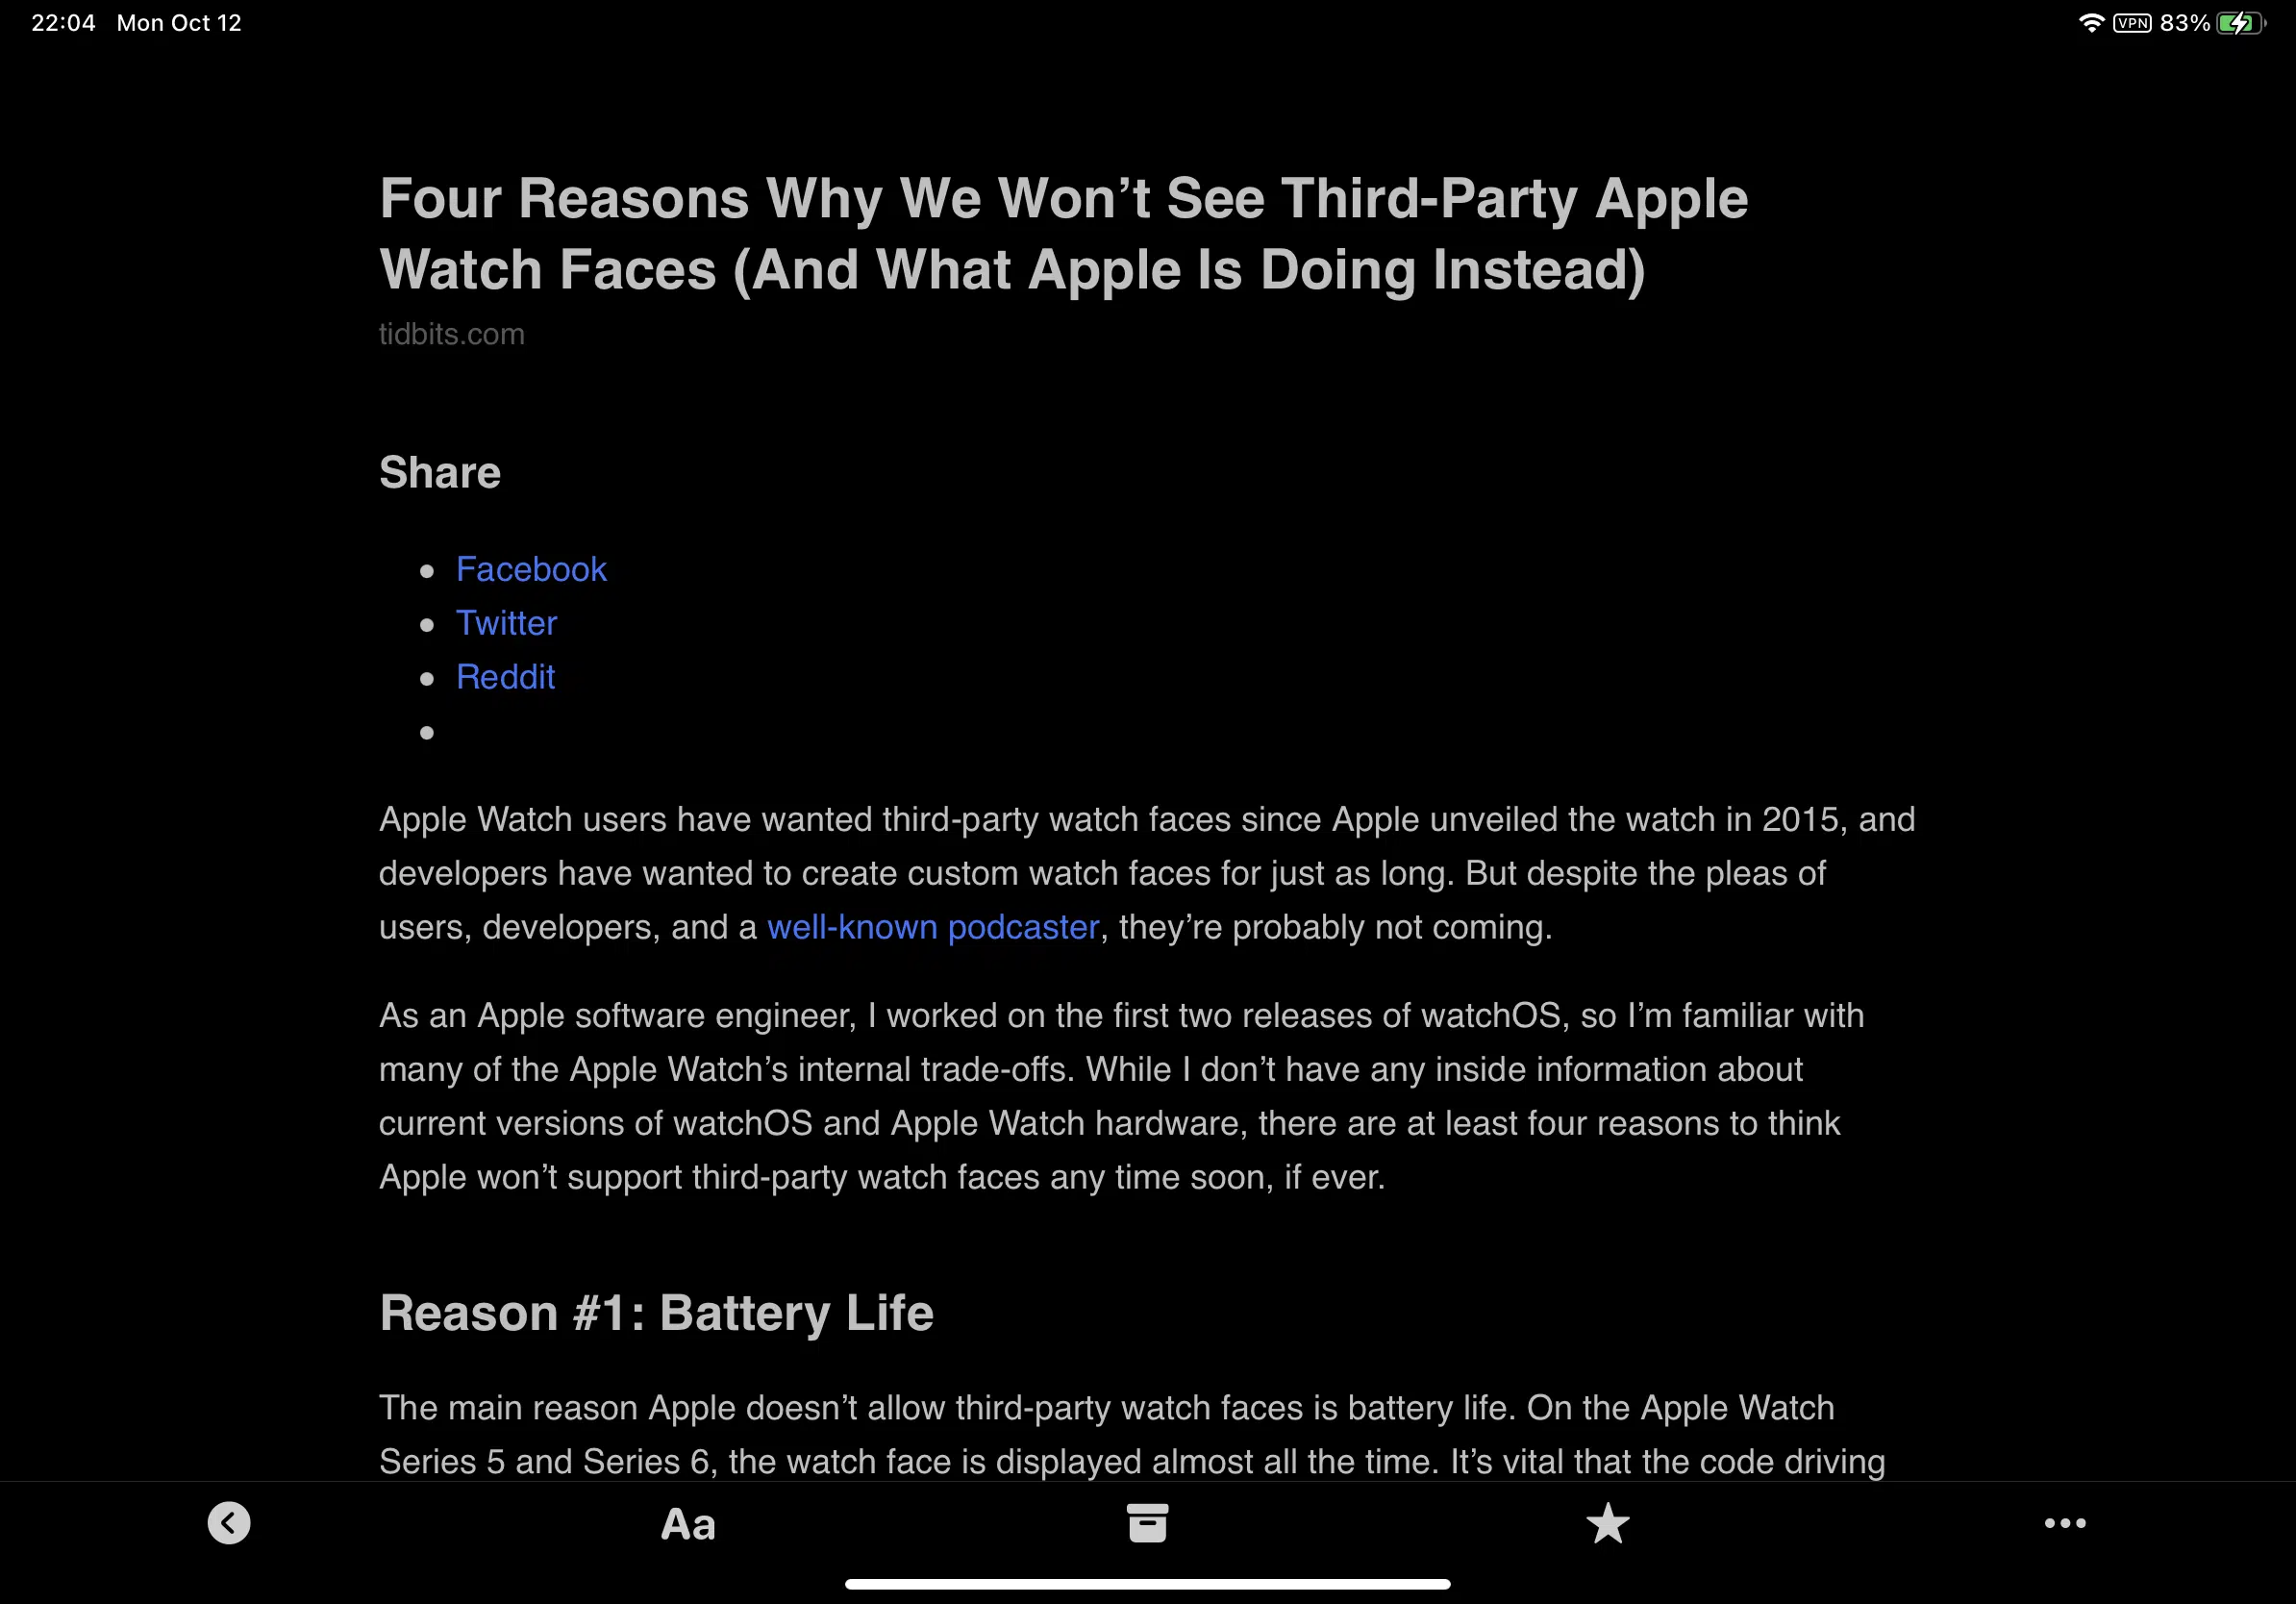 22:04 Mon Oct 12
VPN 83%
Four Reasons Why We Won’t See Third-Party Apple
Watch Faces (And What Apple Is Doing Instead)
tidbits.com
Share
Facebook
Twitter
Reddit
Apple Watch users have wanted third-party watch faces since Apple unveiled the watch in 2015, and
developers have wanted to create custom watch faces for just as long. But despite the pleas of
users, developers, and a well-known podcaster, they’re probably not coming.
As an Apple software engineer, I worked on the first two releases of watchOS, so I’m familiar with
many of the Apple Watch’s internal trade-offs. While I don’t have any inside information about
current versions of watchOS and Apple Watch hardware, there are at least four reasons to think
Apple won’t support third-party watch faces any time soon, if ever.
Reason #1: Battery Life
The main reason Apple doesn’t allow third-party watch faces is battery life. On the Apple Watch
Series 5 and Series 6, the watch face is displayed almost all the time. It’s vital that the code driving
Aa